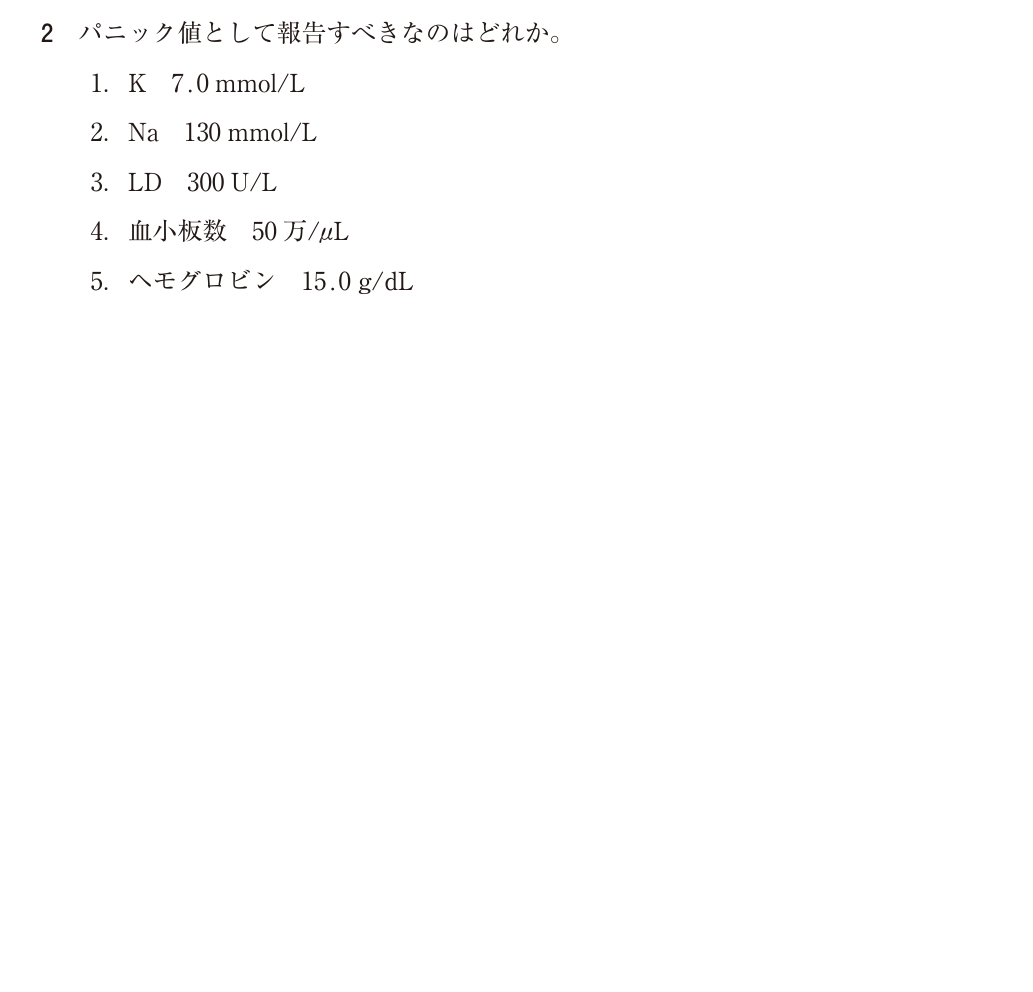 2 パニック値として報告すべきなのはどれか。
1. K 7.0 mmol/L
2. Na 130 mmol/L
3. LD 300 U/L
4. 血小板数 50 万/μL
5. ヘモグロビン 15.0 g/dL